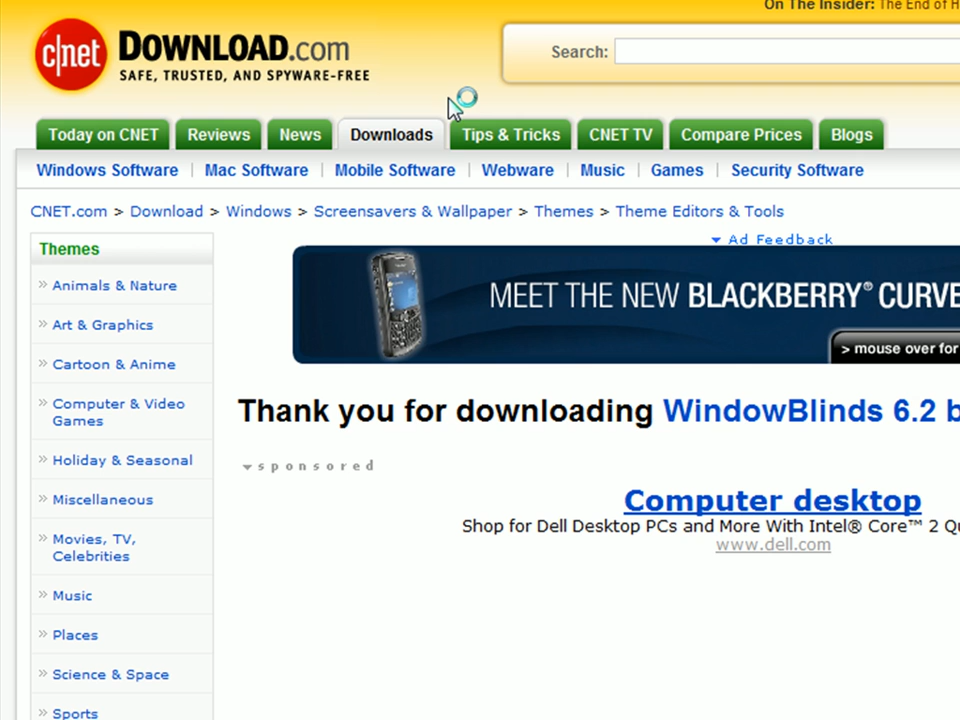 On The Insider: The End of
c|net DOWNLOAD.com
SAFE, TRUSTED, AND SPYWARE-FREE
Search:
Today on CNET Reviews News Downloads Tips & Tricks CNET TV Compare Prices Blogs
Windows Software | Mac Software | Mobile Software | Webware | Music | Games | Security Software
CNET.com > Download > Windows > Screensavers & Wallpaper > Themes > Theme Editors & Tools
Ad Feedback
Themes
» Animals & Nature
» Art & Graphics
» Cartoon & Anime
» Computer & Video
Games
» Holiday & Seasonal
» Miscellaneous
» Movies, TV,
Celebrities
» Music
» Places
» Science & Space
» Sports
MEET THE NEW BLACKBERRY® CURVE
> mouse over for
Thank you for downloading WindowBlinds 6.2
sponsored
Computer desktop
Shop for Dell Desktop PCs and More With Intel® Core™ 2
www.dell.com